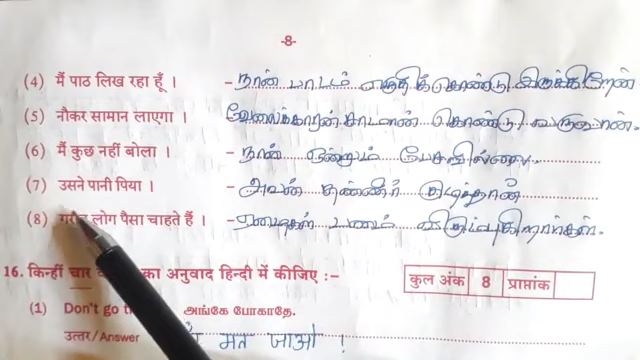 -8-
(4) मैं पाठ लिख रहा हूँ । - நான் பாடம் எழுதி கொண்டு இருக்கிறேன்
(5) नौकर सामान लाएगा । வேலைக்காரன் கொண்டு வருவான்.
(6) मैं कुछ नहीं बोला । - நான் ஒன்றும் பேசவில்லை.
(7) उसने पानी पिया । - அவன் தண்ணீர் குடித்தான்
(8) लोग पैसा चाहते हैं । - ஏழைகள் பணம் விரும்புகிறார்கள்.
16. किन्हीं चार का अनुवाद हिन्दी में कीजिए :- कुल अंक 8 प्राप्तांक
(1) Don't go அங்கே போகாதே.
उत्तर/Answer मत जाओ !